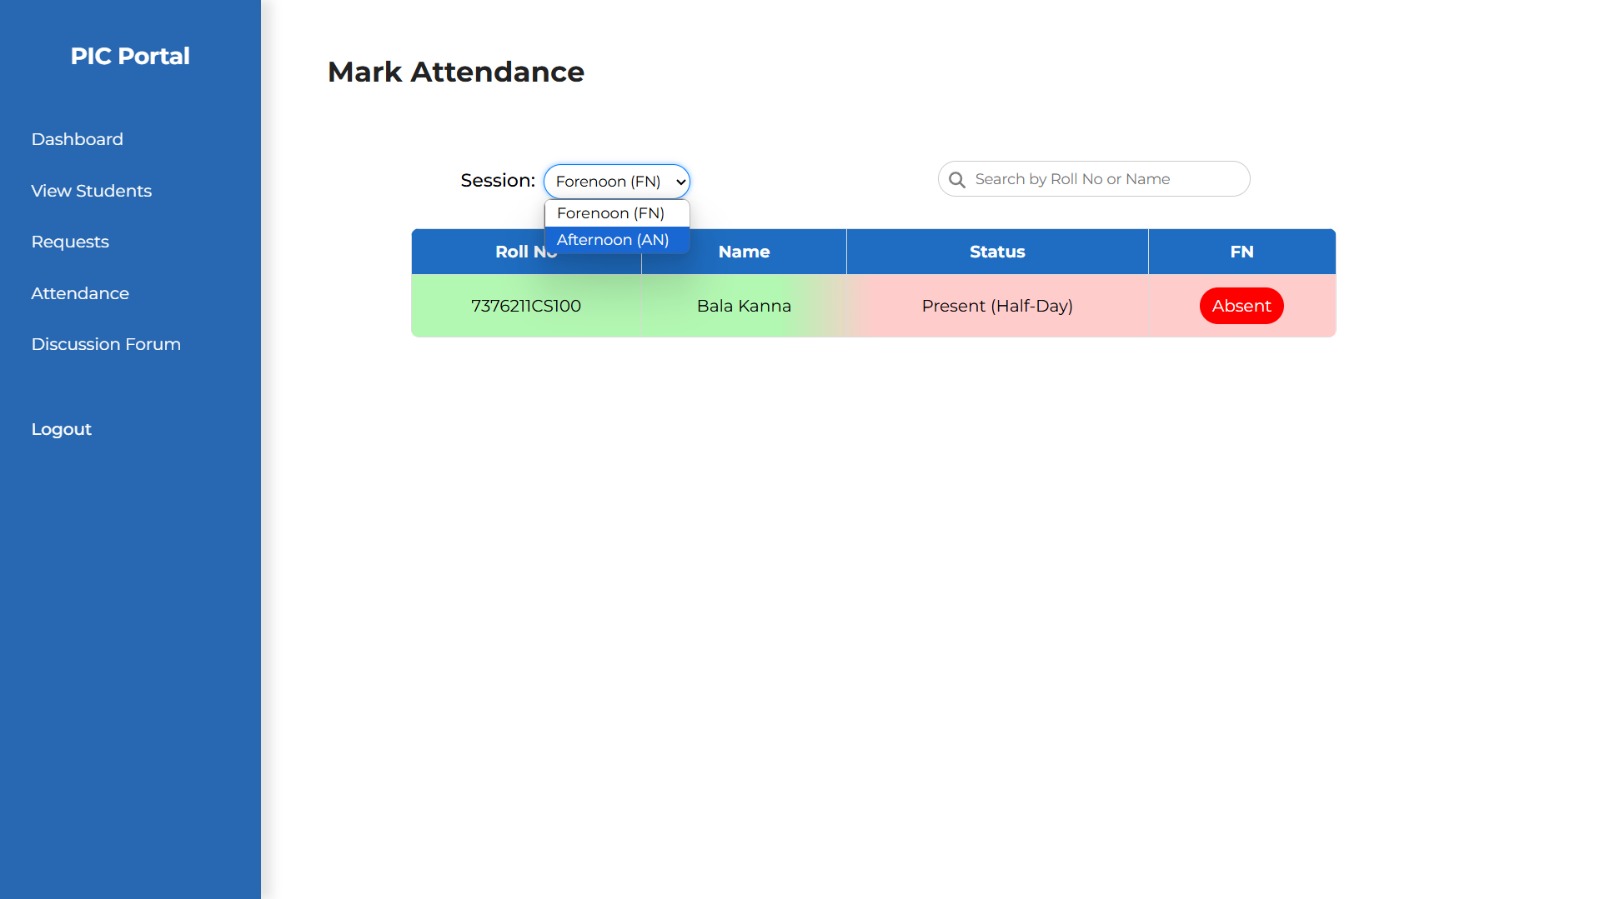 PIC Portal
Dashboard
View Students
Requests
Attendance
Discussion Forum
Logout
Mark Attendance
Session: Forenoon (FN)
Forenoon (FN)
Afternoon (AN)
Search by Roll No or Name
Roll No Name Status FN
7376211CS100 Bala Kanna Present (Half-Day) Absent